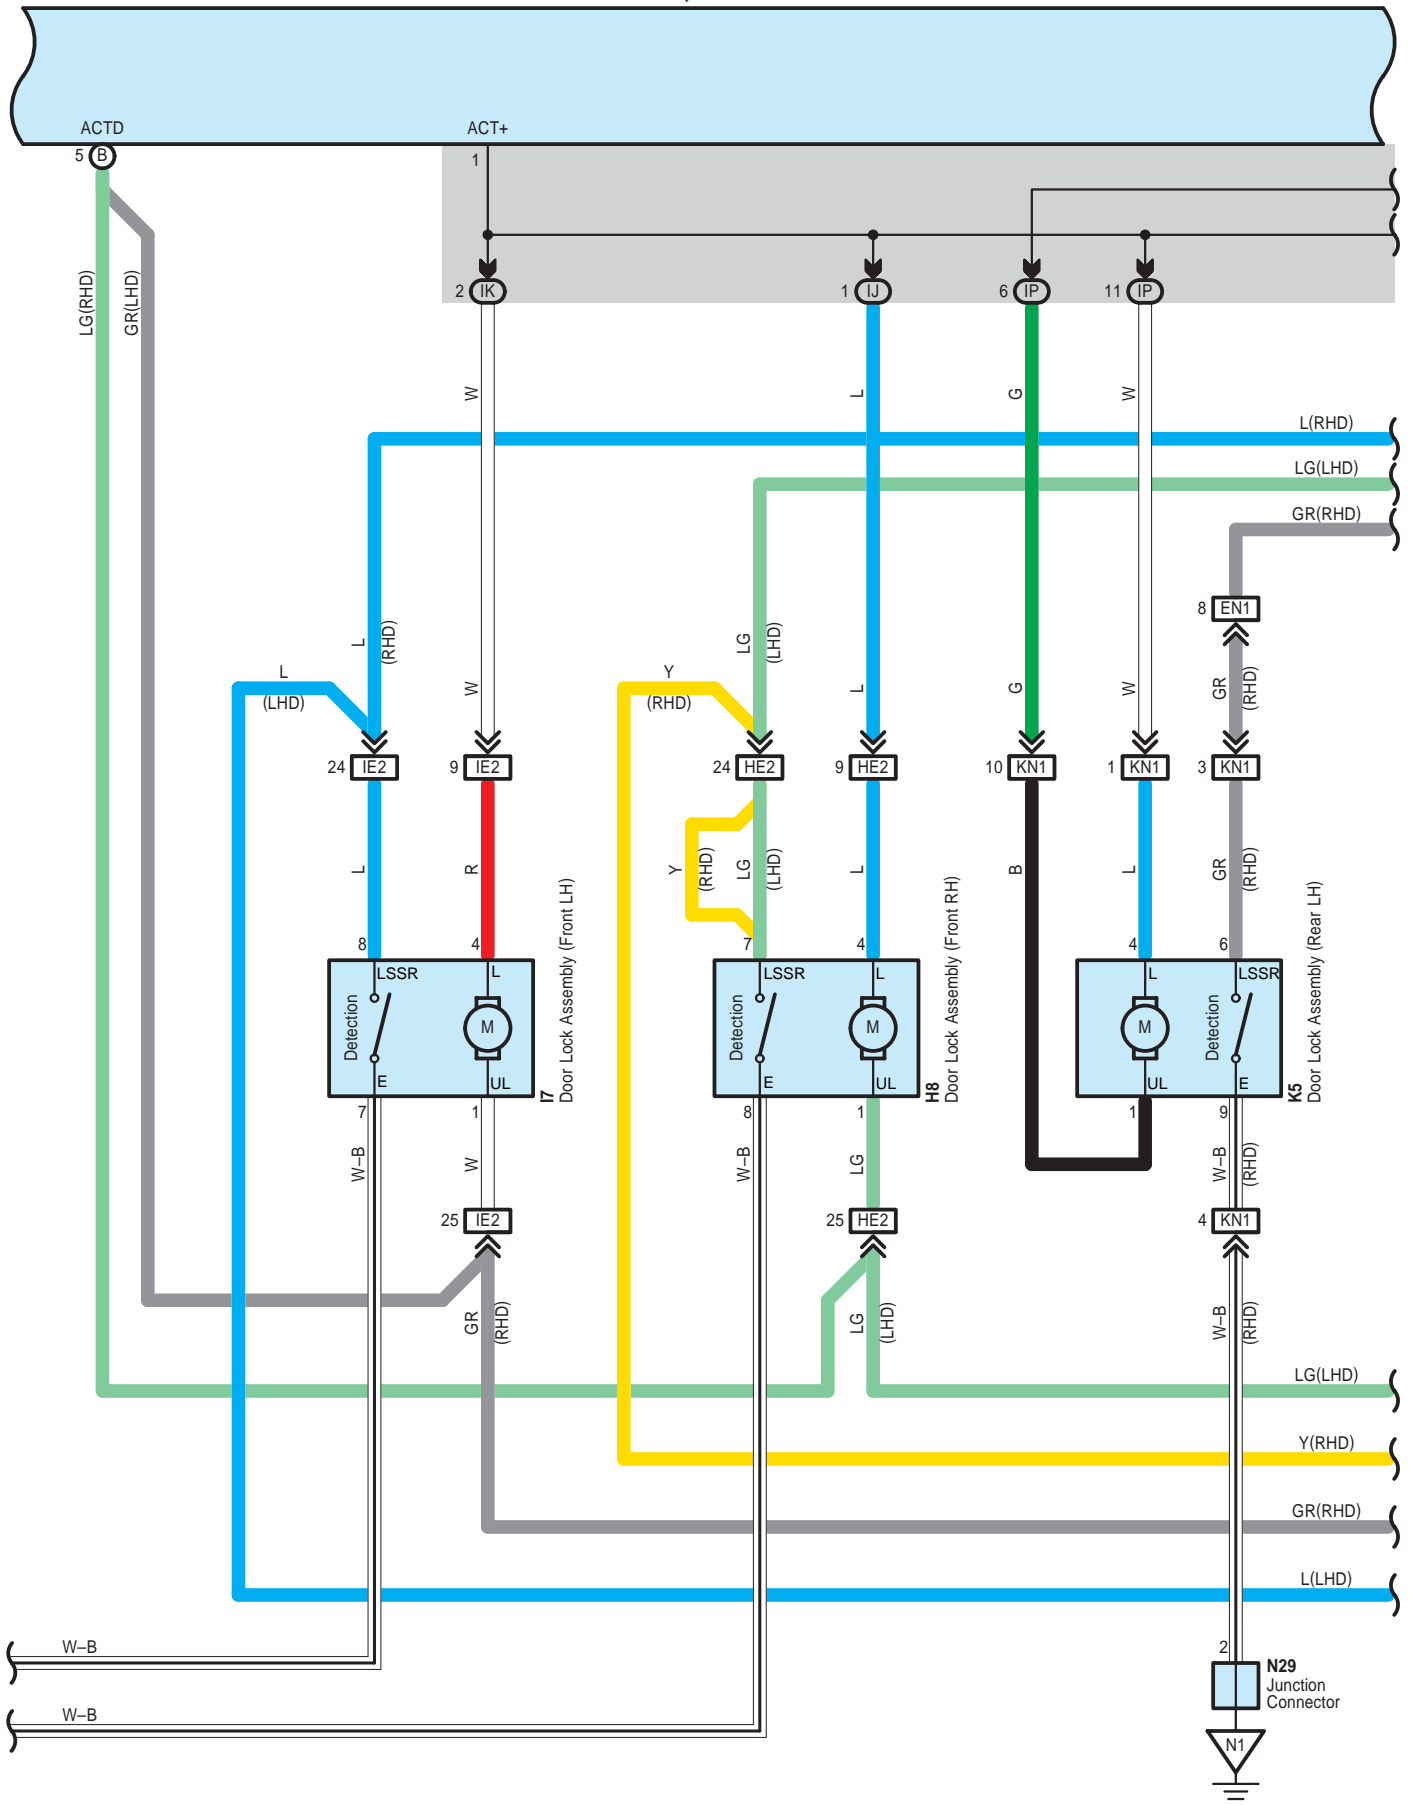 ACTD
ACT+
5 B
1
2 IK
1 IJ
6 IP
11 IP
LG(RHD)
GR(LHD)
W
L
G
W
L(RHD)
LG(LHD)
GR(RHD)
8 EN1
L
(RHD)
L
(LHD)
W
LG
(LHD)
Y
(RHD)
L
G
W
GR
(RHD)
24 IE2
9 IE2
24 HE2
9 HE2
10 KN1
1 KN1
3 KN1
L
R
Y
(RHD)
LG
(LHD)
L
B
L
GR
(RHD)
8
4
7
4
4
6
LSSR
L
Detection
M
E
UL
I7
Door Lock Assembly (Front LH)
LSSR
L
Detection
M
E
UL
H8
Door Lock Assembly (Front RH)
L
LSSR
M
Detection
UL
E
K5
Door Lock Assembly (Rear LH)
7
1
8
1
1
9
W–B
W
W–B
LG
W–B
(RHD)
25 IE2
25 HE2
4 KN1
GR
(RHD)
LG
(LHD)
W–B
(RHD)
LG(LHD)
Y(RHD)
GR(RHD)
L(LHD)
W–B
W–B
2
N29
Junction
Connector
N1